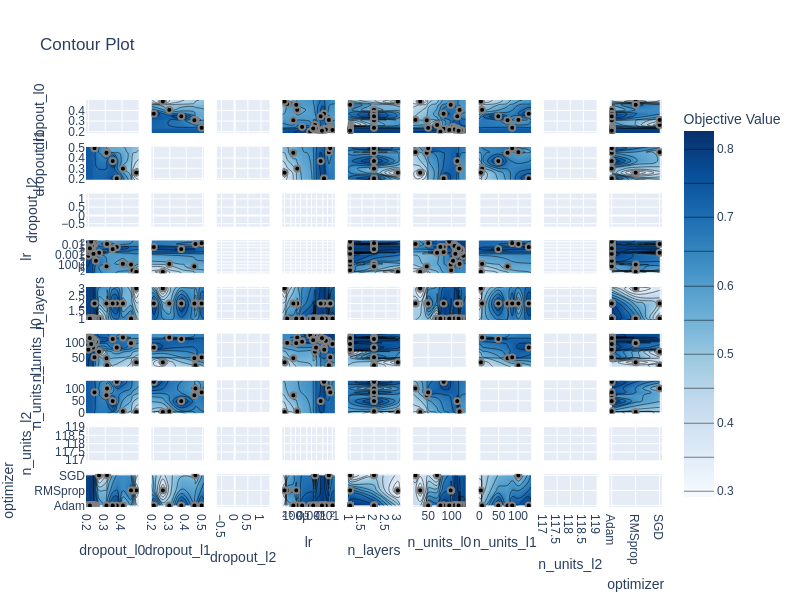 Contour Plot
Objective Value
0.8
0.7
0.6
0.5
0.4
0.3
dropout_l0
0.4
0.3
0.2
dropout_l1
0.5
0.4
0.3
0.2
dropout_l2
1
0.5
0
−0.5
lr
0.01
0.001
n_layers
3
2.5
2
1.5
1
n_units_l0
100
50
n_units_l1
100
50
0
n_units_l2
119
118.5
118
117.5
117
optimizer
SGD
RMSprop
Adam
0.2 0.3 0.4
0.2 0.3 0.4 0.5
−0.5 0 0.5 1
1 1.5 2 2.5 3
50 100
0 50 100
117 117.5 118 118.5 119
Adam RMSprop SGD
dropout_l0 dropout_l1 dropout_l2 lr n_layers n_units_l0 n_units_l1 n_units_l2 optimizer